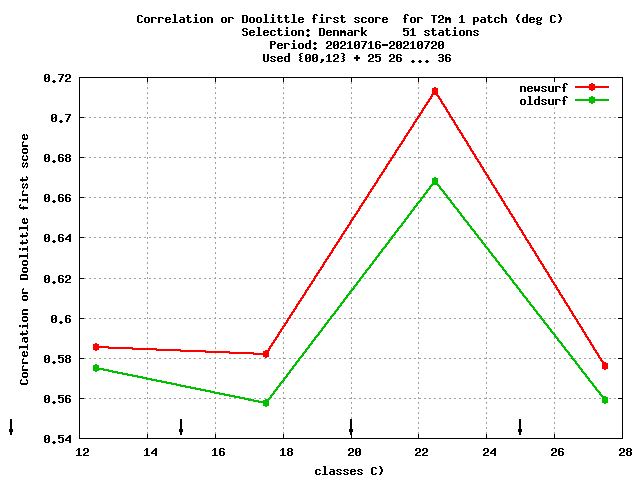 Correlation or Doolittle first score  for T2m 1 patch (deg C)
Selection: Denmark     51 stations
Period: 20210716-20210720
Used {00,12} + 25 26 ... 36
newsurf
oldsurf
Correlation or Doolittle first score
0.72
0.7
0.68
0.66
0.64
0.62
0.6
0.58
0.56
0.54
12 14 16 18 20 22 24 26 28
classes C)